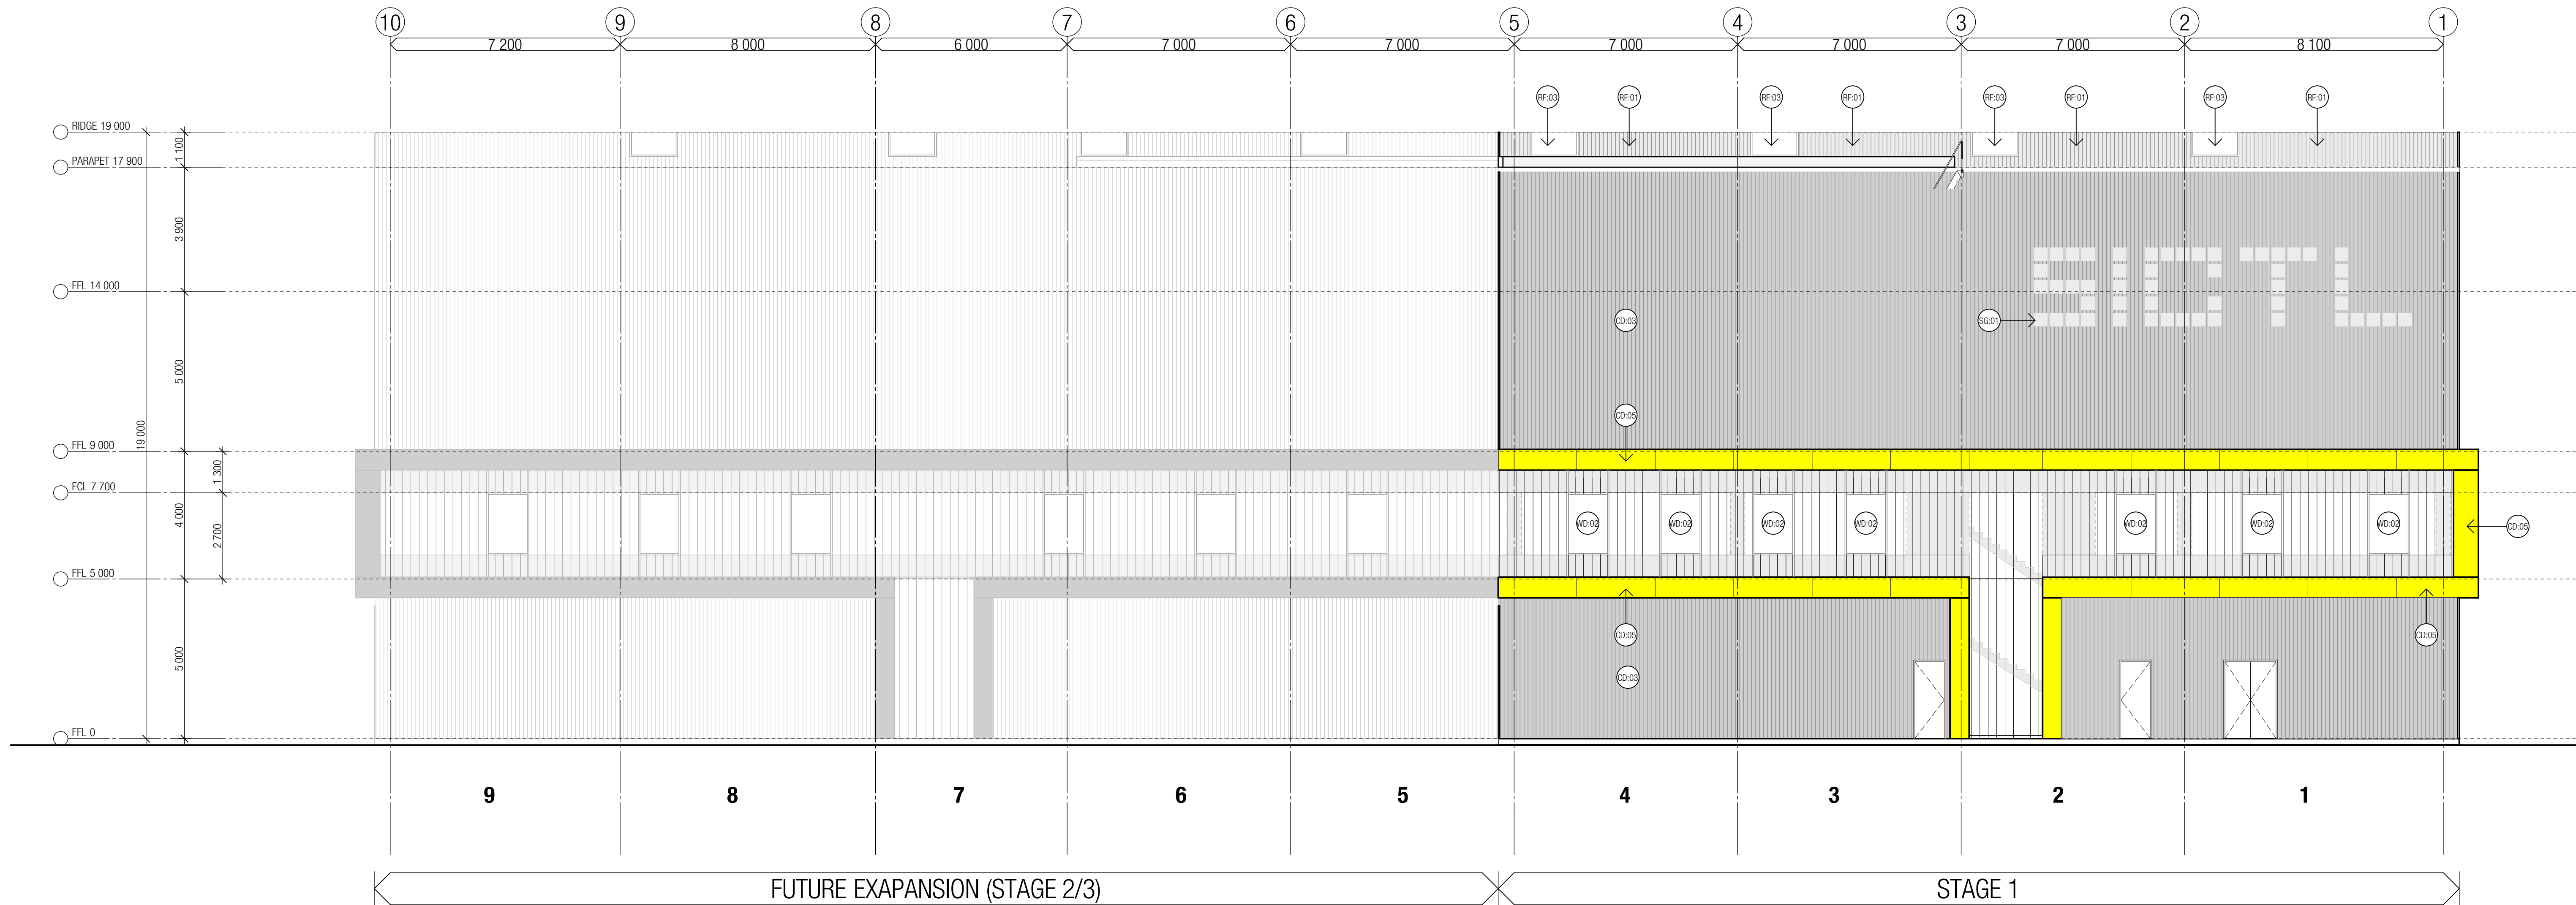 10 9 8 7 6 5 4 3 2 1
7 200 8 000 6 000 7 000 7 000 7 000 7 000 7 000 8 100
RF:03 RF:01 RF:03 RF:01 RF:03 RF:01 RF:03 RF:01
RIDGE 19 000
1 100
PARAPET 17 900
3 900
SICTL
FFL 14 000
CD:03 SG:01
5 000
CD:05
19 000
FFL 9 000
1 300
FCL 7 700
4 000
2 700
WD:02 WD:02 WD:02 WD:02 WD:02 WD:02 WD:02 CD:05
FFL 5 000
CD:05 CD:05
5 000
CD:03
FFL 0
9 8 7 6 5 4 3 2 1
FUTURE EXAPANSION (STAGE 2/3) STAGE 1